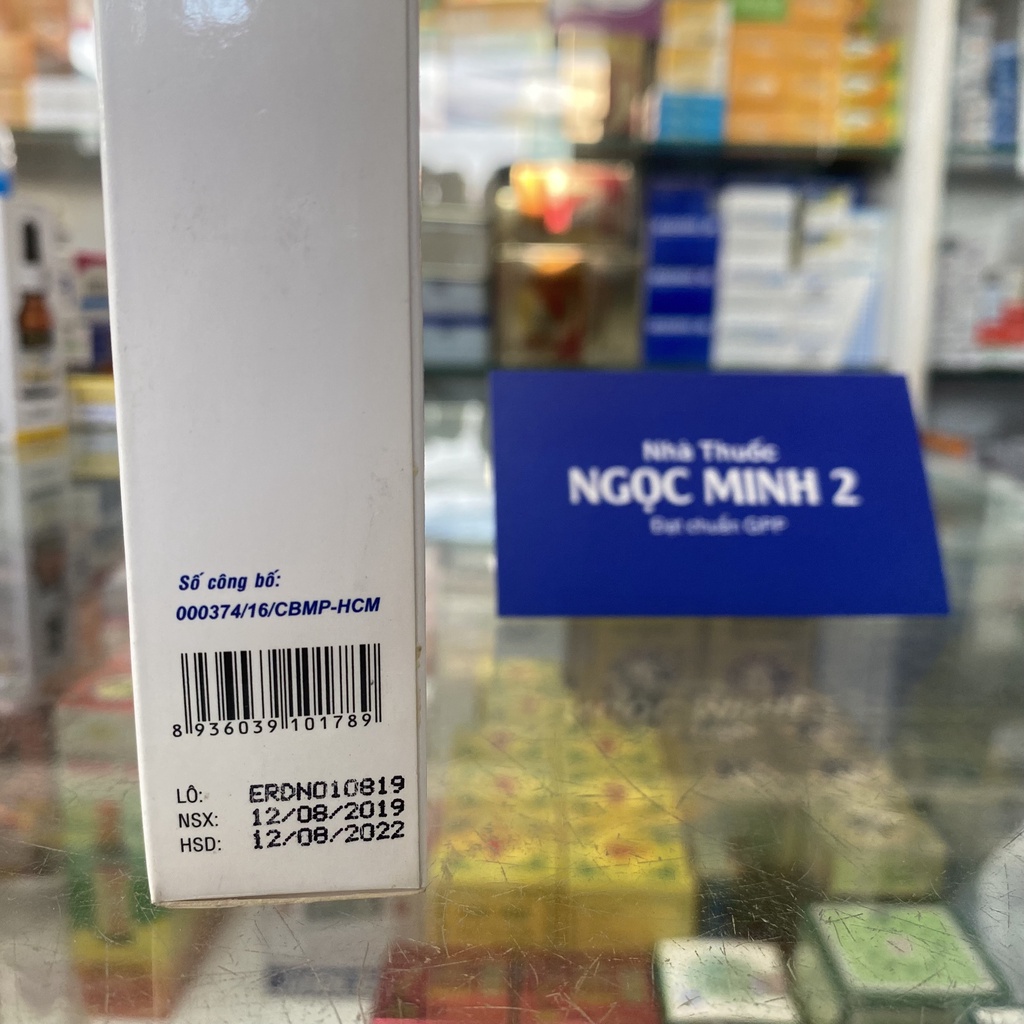 Số công bố:
000374/16/CBMP-HCM
8 936039 101789
LÔ: ERDN010819
NSX: 12/08/2019
HSD: 12/08/2022
Nhà Thuốc
NGỌC MINH 2
Đạt chuẩn GPP